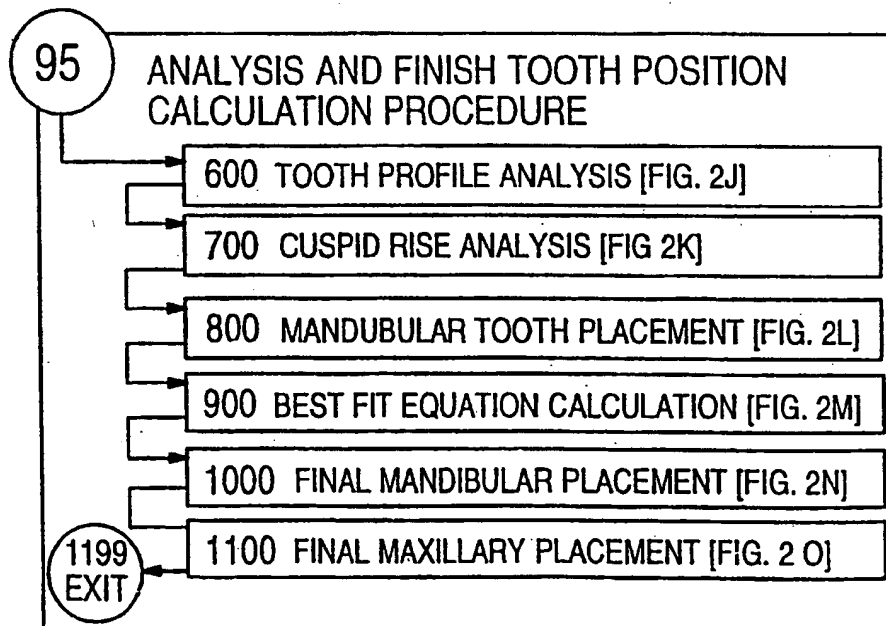 95
ANALYSIS AND FINISH TOOTH POSITION
CALCULATION PROCEDURE
600 TOOTH PROFILE ANALYSIS [FIG. 2J]
700 CUSPID RISE ANALYSIS [FIG 2K]
800 MANDUBULAR TOOTH PLACEMENT [FIG. 2L]
900 BEST FIT EQUATION CALCULATION [FIG. 2M]
1000 FINAL MANDIBULAR PLACEMENT [FIG. 2N]
1100 FINAL MAXILLARY PLACEMENT [FIG. 2 O]
1199
EXIT